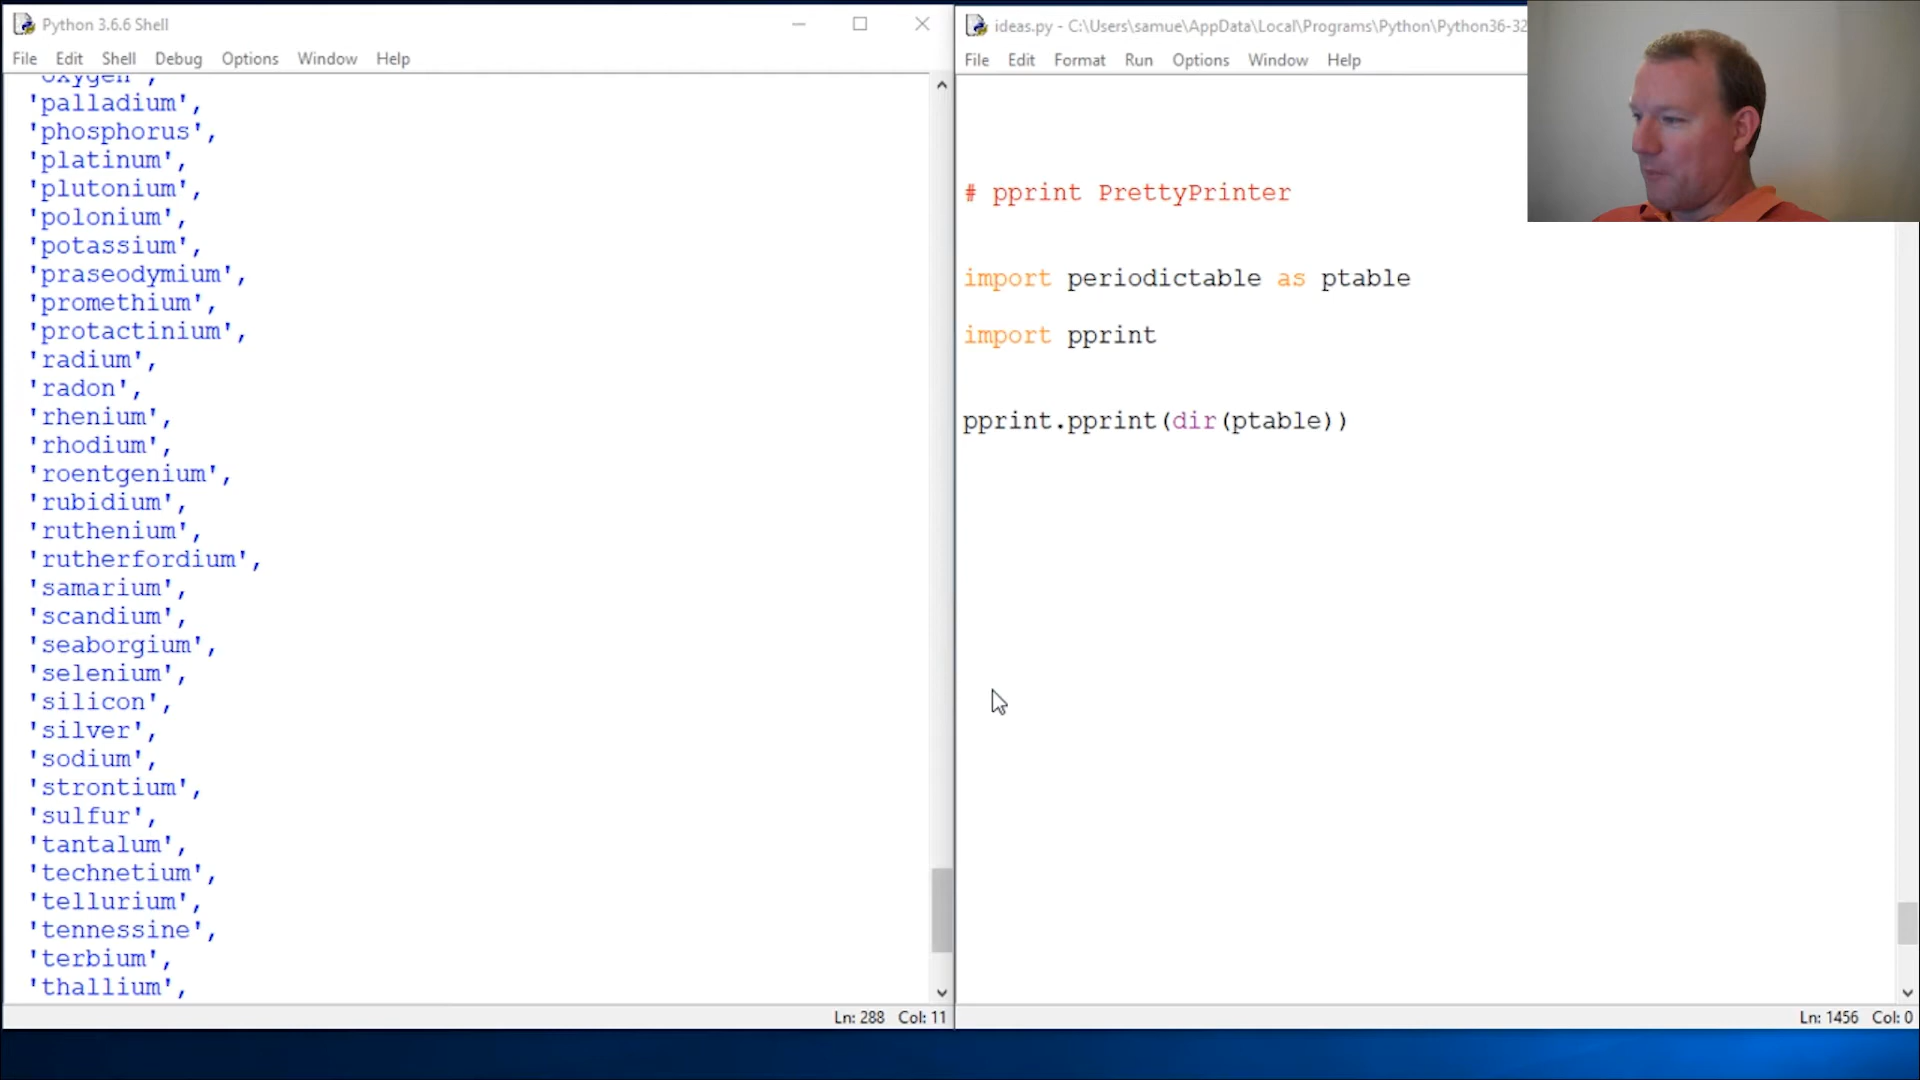 Python 3.6.6 Shell
File Edit Shell Debug Options Window Help
'oxygen',
'palladium',
'phosphorus',
'platinum',
'plutonium',
'polonium',
'potassium',
'praseodymium',
'promethium',
'protactinium',
'radium',
'radon',
'rhenium',
'rhodium',
'roentgenium',
'rubidium',
'ruthenium',
'rutherfordium',
'samarium',
'scandium',
'seaborgium',
'selenium',
'silicon',
'silver',
'sodium',
'strontium',
'sulfur',
'tantalum',
'technetium',
'tellurium',
'tennessine',
'terbium',
'thallium',
Ln: 288 Col: 11
ideas.py - C:\Users\samue\AppData\Local\Programs\Python\Python36-32
File Edit Format Run Options Window Help
# pprint PrettyPrinter
import periodictable as ptable
import pprint
pprint.pprint(dir(ptable))
Ln: 1456 Col: 0